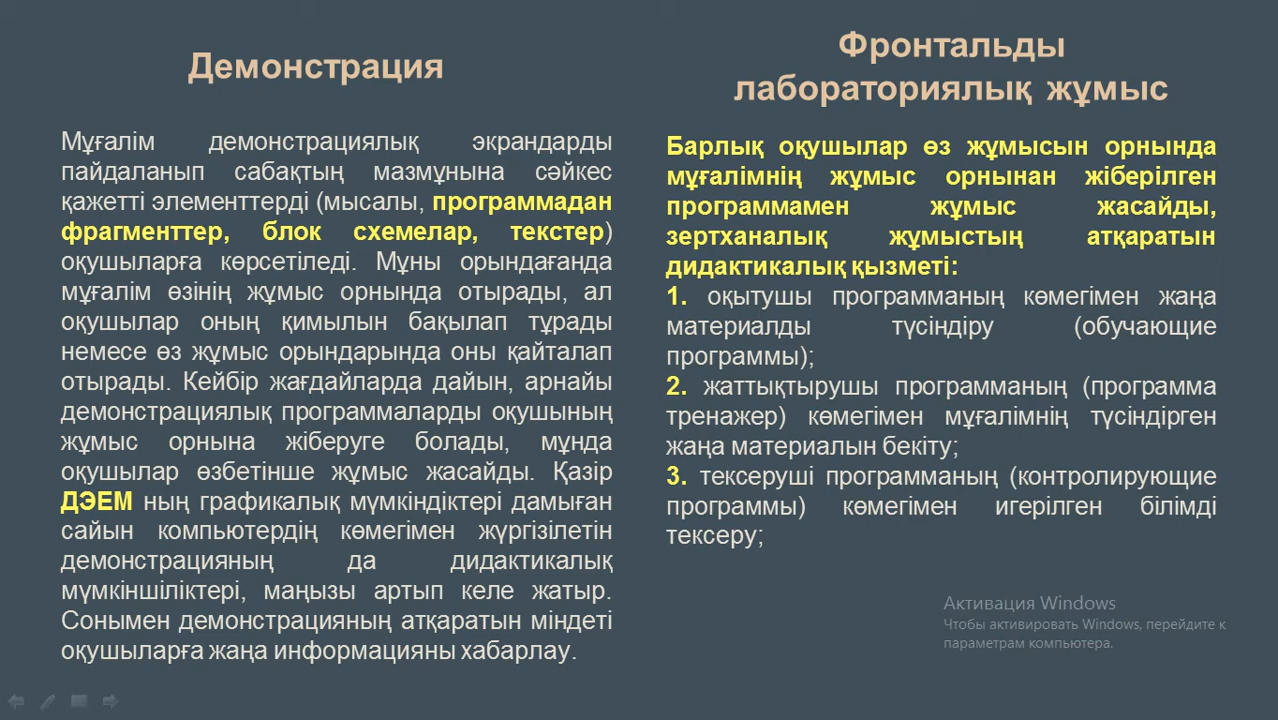 Демонстрация
Мұғалім демонстрациялық экрандарды
пайдаланып сабақтың мазмұнына сәйкес
қажетті элементтерді (мысалы, программадан
фрагменттер, блок схемелар, текстер)
оқушыларға көрсетіледі. Мұны орындағанда
мұғалім өзінің жұмыс орнында отырады, ал
оқушылар оның қимылын бақылап тұрады
немесе өз жұмыс орындарында оны қайталап
отырады. Кейбір жағдайларда дайын, арнайы
демонстрациялық программаларды оқушының
жұмыс орнына жіберуге болады, мұнда
оқушылар өзбетінше жұмыс жасайды. Қазір
ДЭЕМ ның графикалық мүмкіндіктері дамыған
сайын компьютердің көмегімен жүргізілетін
демонстрацияның да дидактикалық
мүмкіншіліктері, маңызы артып келе жатыр.
Сонымен демонстрацияның атқаратын міндеті
оқушыларға жаңа информацияны хабарлау.
Фронтальды
лабораториялық жұмыс
Барлық оқушылар өз жұмысын орнында
мұғалімнің жұмыс орнынан жіберілген
программамен жұмыс жасайды,
зертханалық жұмыстың атқаратын
дидактикалық қызметі:
1. оқытушы программаның көмегімен жаңа
материалды түсіндіру (обучающие
программы);
2. жаттықтырушы программаның (программа
тренажер) көмегімен мұғалімнің түсіндірген
жаңа материалын бекіту;
3. тексеруші программаның (контролирующие
программы) көмегімен игерілген білімді
тексеру;
Активация Windows
Чтобы активировать Windows, перейдите к
параметрам компьютера.